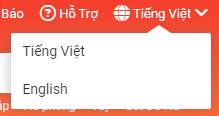 Báo Hỗ Trợ Tiếng Việt
Tiếng Việt
English